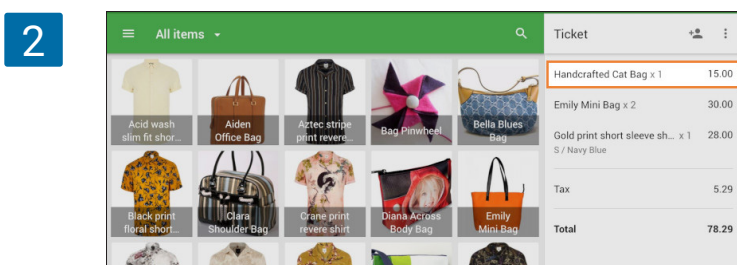 2
All items
Ticket
Handcrafted Cat Bag x 1 15.00
Emily Mini Bag x 2 30.00
Gold print short sleeve sh... x 1 28.00
S / Navy Blue
Tax 5.29
Total 78.29
Acid wash
slim fit shor...
Aiden
Office Bag
Aztec stripe
print revere...
Bag Pinwheel
Bella Blues
Bag
Black print
floral short...
Clara
Shoulder Bag
Crane print
revere shirt
Diana Across
Body Bag
Emily
Mini Bag